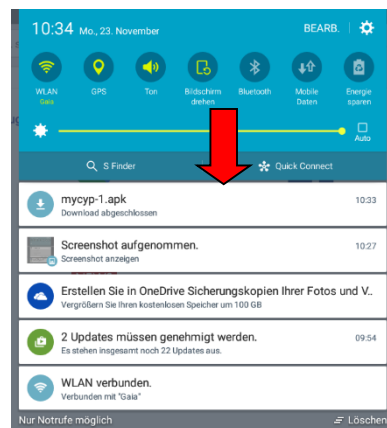 10:34 Mo., 23. November BEARB.
WLAN
Gaia
GPS
Ton
Bildschirm
drehen
Bluetooth
Mobile
Daten
Energie
sparen
Auto
S Finder
Quick Connect
mycyp-1.apk 10:33
Download abgeschlossen
Screenshot aufgenommen. 10:27
Screenshot anzeigen
Erstellen Sie in OneDrive Sicherungskopien Ihrer Fotos und V..
Vergrößern Sie Ihren kostenlosen Speicher um 100 GB
2 Updates müssen genehmigt werden. 09:54
Es stehen insgesamt noch 22 Updates aus.
WLAN verbunden.
Verbunden mit "Gaia"
Nur Notrufe möglich Löschen